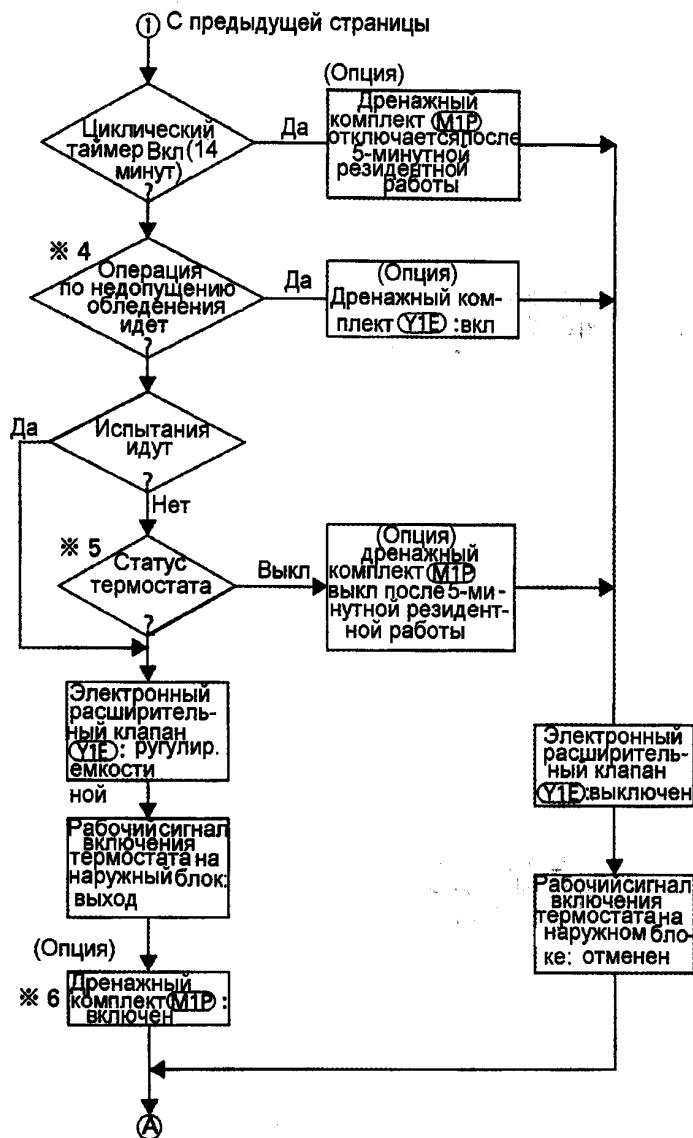 ① С предыдущей страницы
Циклический
таймер Вкл (14
минут)
?
Да
(Опция)
Дренажный
комплект (M1P)
отключается после
5-минутной
резидентной
работы
※ 4
Операция
по недопущению
обледенения
идет
?
Да
(Опция)
Дренажный ком-
плект (Y1E) :вкл
Да
Испытания
идут
?
Нет
※ 5
Статус
термостата
?
Выкл
(Опция)
дренажный
комплект (M1P)
выкл после 5-ми-
нутной резидент-
ной работы
Электронный
расширитель-
ный клапан
(Y1E): ругулир.
емкости
ной
Рабочий сигнал
включения
термостата на
наружный блок:
выход
(Опция)
※ 6
Дренажный
комплект (M1P) :
включен
Электронный
расширитель-
ный клапан
(Y1E):выключен
Рабочий сигнал
включения
термостата на
наружном бло-
ке: отменен
Ⓐ